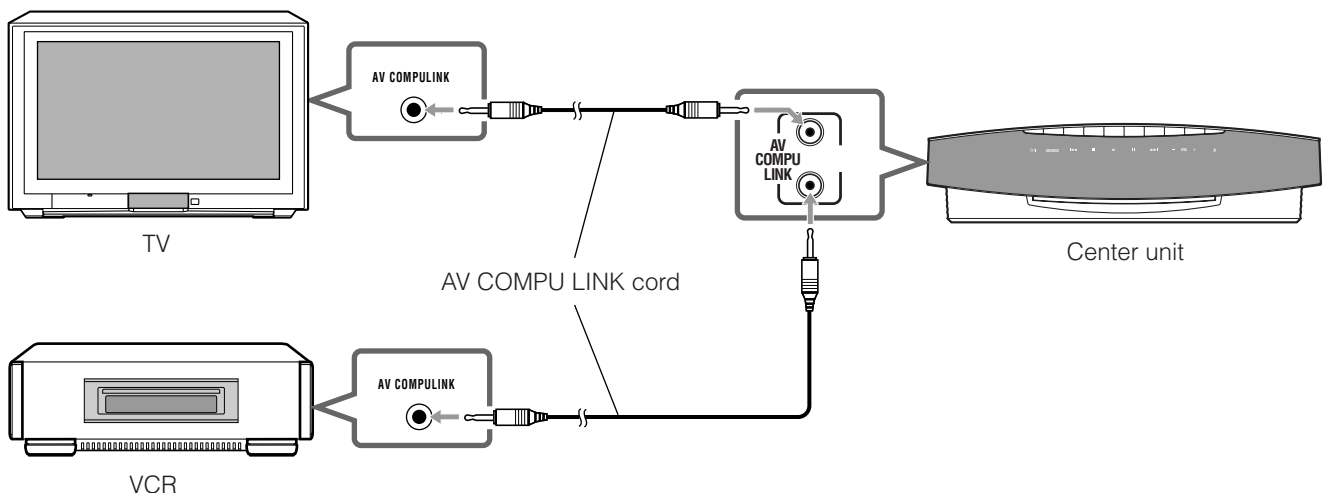 AV COMPULINK
AV
COMPU
LINK
TV
Center unit
AV COMPU LINK cord
AV COMPULINK
VCR